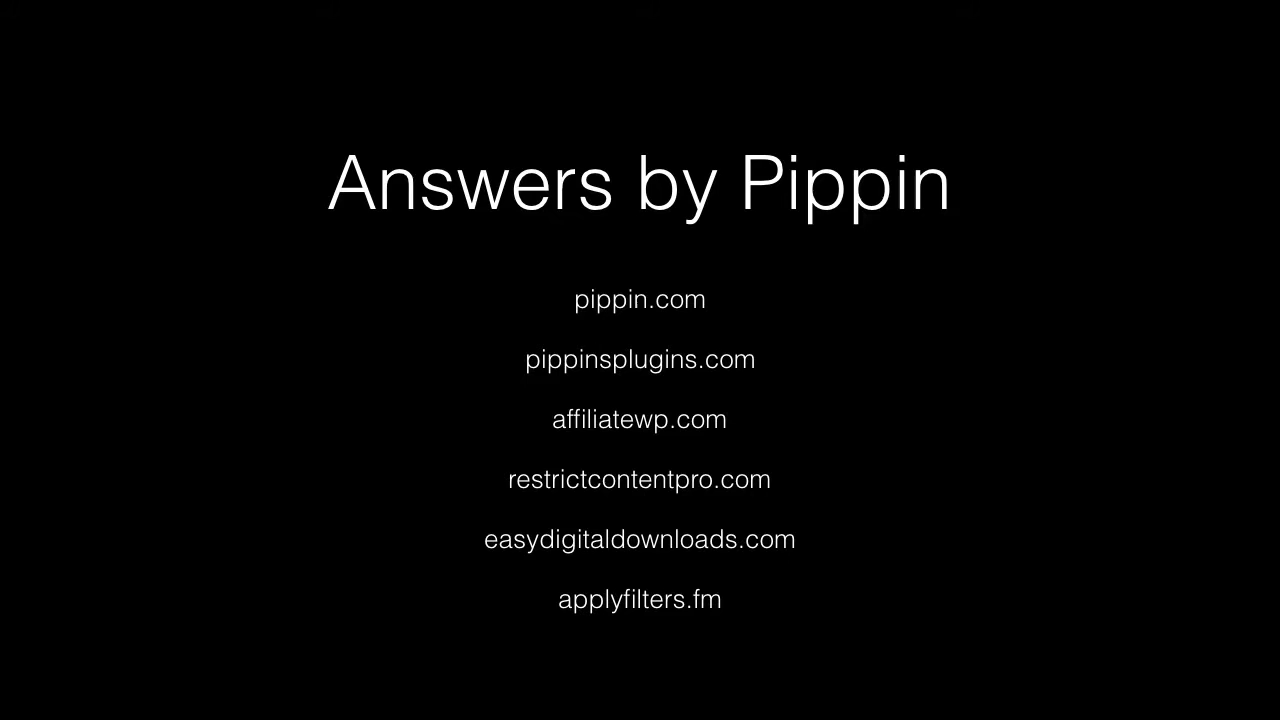 Answers by Pippin
pippin.com
pippinsplugins.com
affiliatewp.com
restrictcontentpro.com
easydigitaldownloads.com
applyfilters.fm